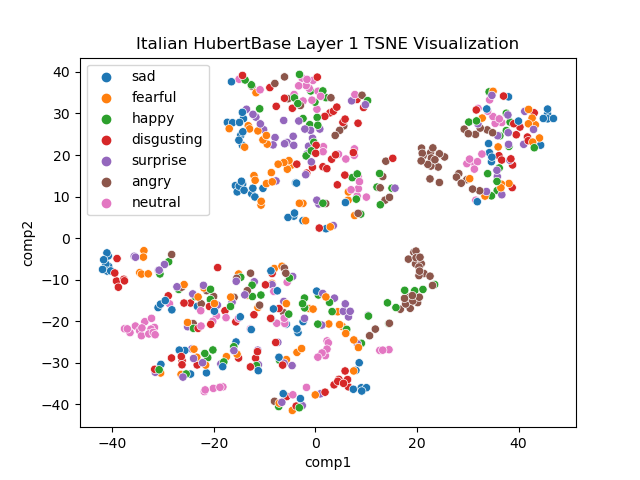 Italian HubertBase Layer 1 TSNE Visualization
sad
fearful
happy
disgusting
surprise
angry
neutral
40
30
20
10
0
−10
−20
−30
−40
comp2
−40
−20
0
20
40
comp1